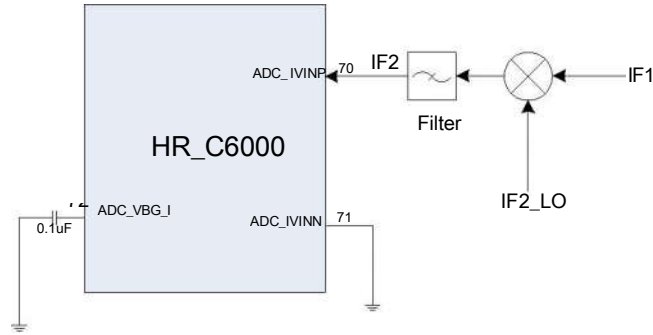 ADC_IVINP 70 IF2 IF1
Filter
HR_C6000
IF2_LO
ADC_VBG_I
0.1uF
ADC_IVINN 71